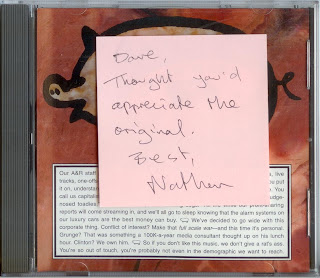 Dave,
Thought you'd
appreciate the
original.
Best,
Nathan
Our A&R staff
s, live
tracks, one-offs
put
it on, understan
You
call us capitalis
udge-
nosed toadies
reports will come streaming in, and we'll all go to sleep knowing that the alarm systems on
our luxury cars are the best money can buy. We've decided to go wide with this
corporate thing. Conflict of interest? Make that full scale war—and this time it's personal.
Grunge? That was something a 100K-a-year media consultant thought up on his lunch
hour. Clinton? We own him. So if you don't like this music, we don't give a rat's ass.
You're so out of touch, you're probably not even in the demographic we want to reach.